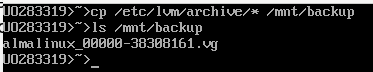 UO283319>~>cp /etc/lvm/archive/* /mnt/backup
UO283319>~>ls /mnt/backup
almalinux_00000-38308161.vg
UO283319>~>_